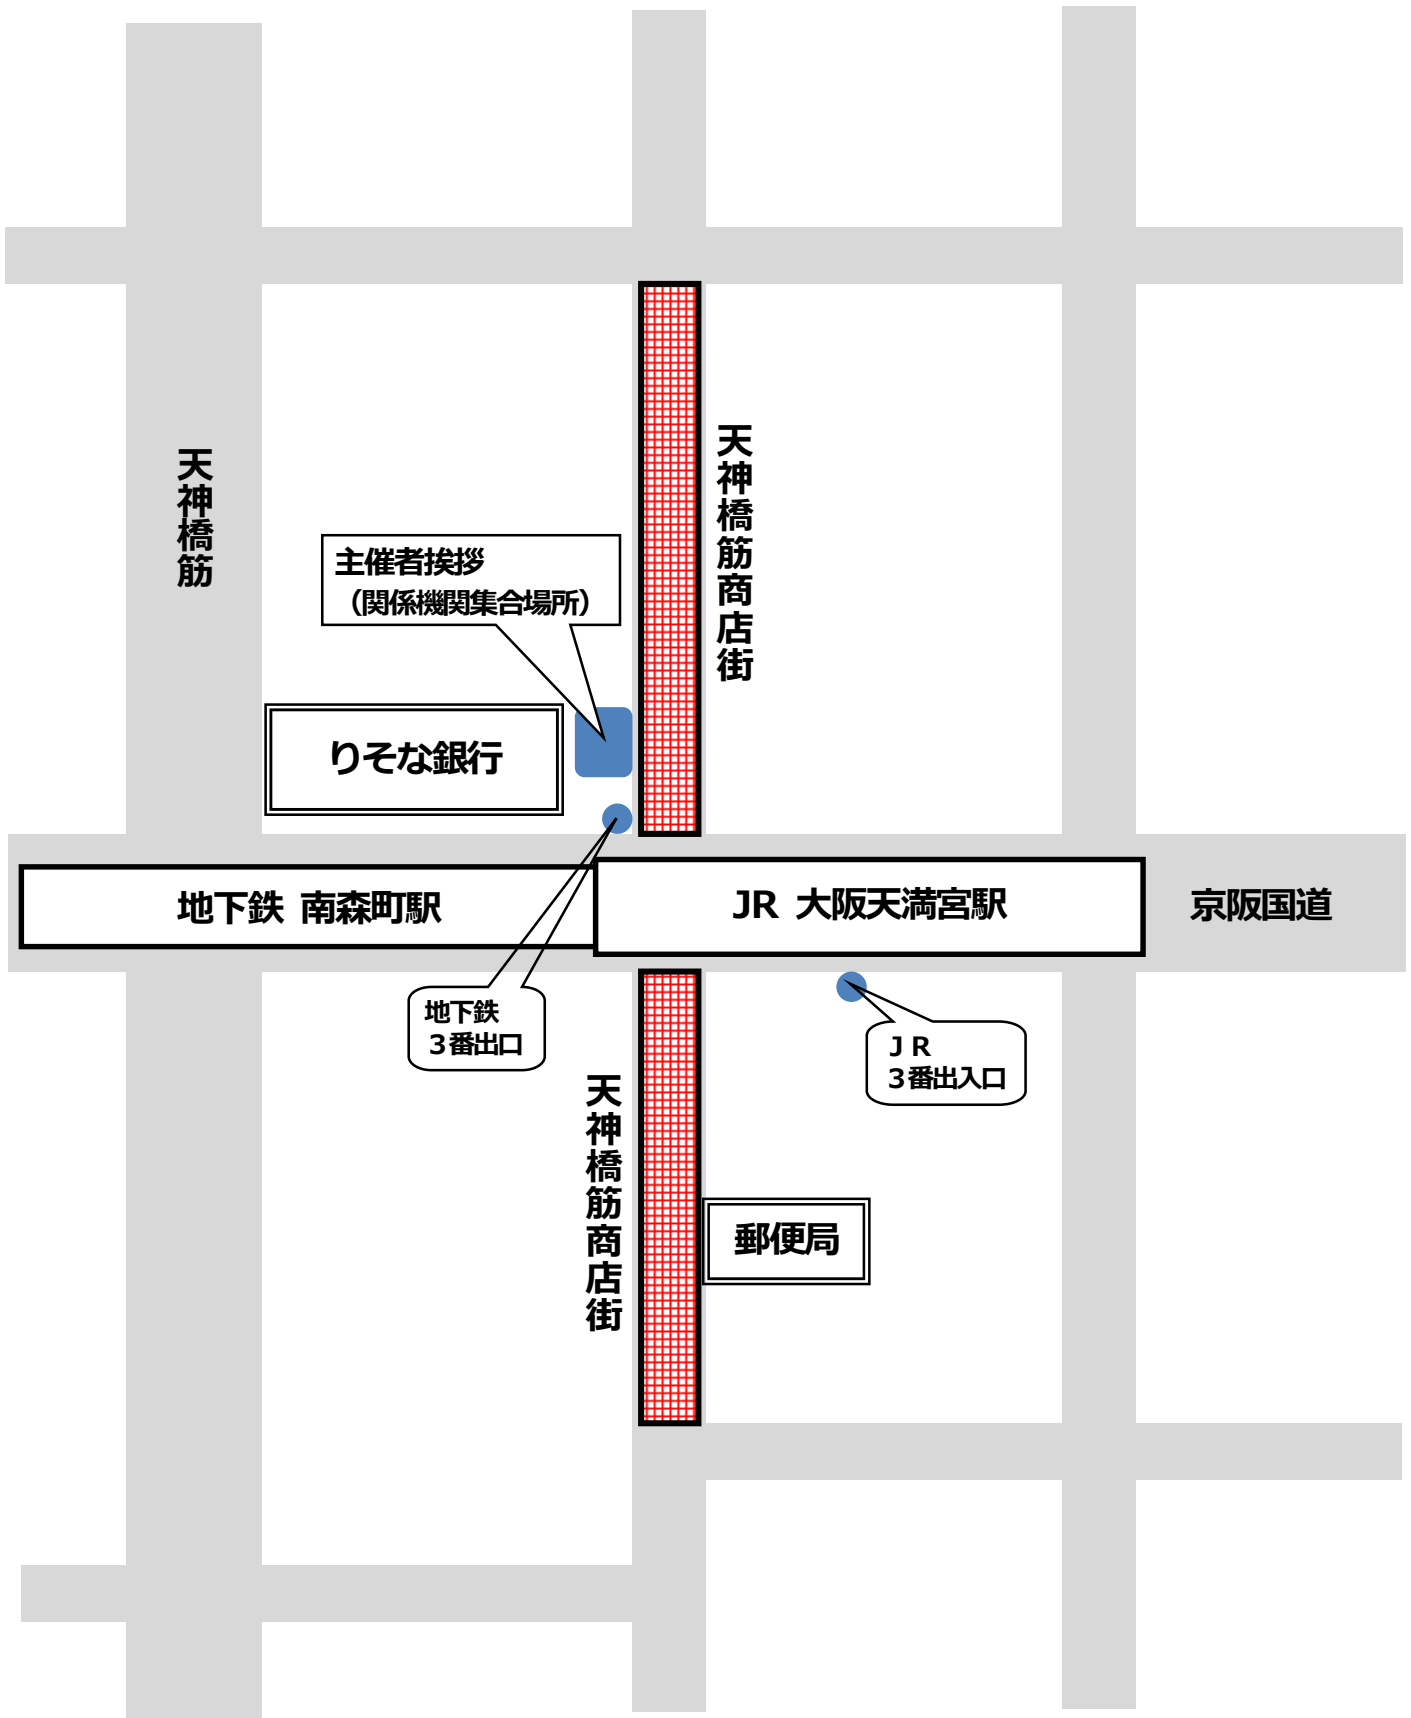 天神橋筋
天神橋筋商店街
主催者挨拶
（関係機関集合場所）
りそな銀行
地下鉄 南森町駅
JR 大阪天満宮駅
京阪国道
地下鉄
３番出口
ＪＲ
３番出入口
天神橋筋商店街
郵便局